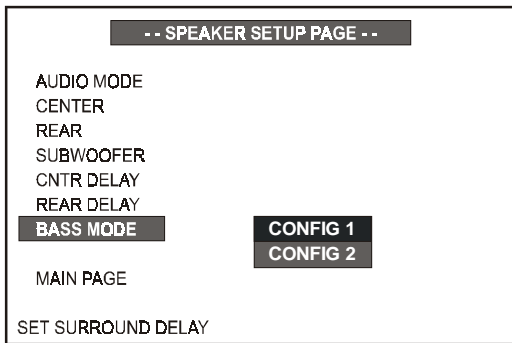 - - SPEAKER SETUP PAGE - -
AUDIO MODE
CENTER
REAR
SUBWOOFER
CNTR DELAY
REAR DELAY
BASS MODE CONFIG 1
CONFIG 2
MAIN PAGE
SET SURROUND DELAY